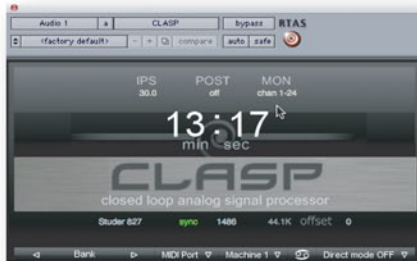 Audio 1 a CLASP bypass RTAS
<factory default> - + compare auto safe
IPS POST MON
30.0 off chan 1-24
13:17
min sec
CLASP
closed loop analog signal processor
Studer 827 sync 1486 44.1K offset 0
Bank MIDI Port Machine 1 Direct mode OFF